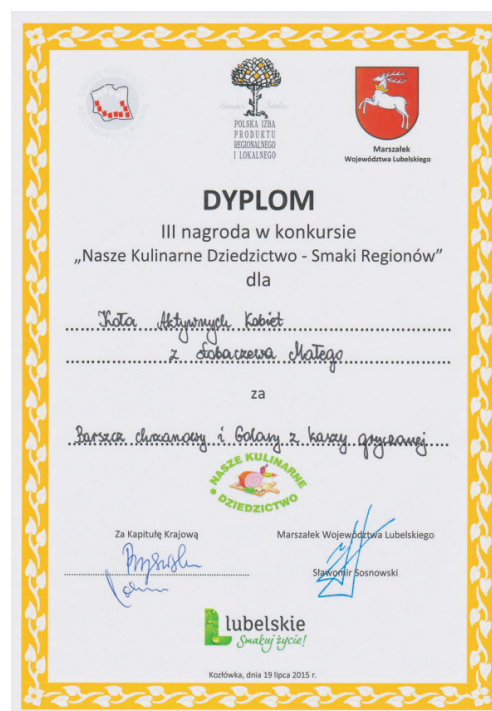 POLSKA IZBA
PRODUKTU
REGIONALNEGO
I LOKALNEGO
Marszałek
Województwa Lubelskiego
DYPLOM
III nagroda w konkursie
„Nasze Kulinarne Dziedzictwo - Smaki Regionów”
dla
Koła Aktywnych Kobiet
z Łobaczewa Małego
za
Barszcz chrzanowy i Gołąby z kaszy gryczanej
NASZE KULINARNE
DZIEDZICTWO
Za Kapitułę Krajową
Marszałek Województwa Lubelskiego
Sławomir Sosnowski
lubelskie
Smakuj życie!
Kozłówka, dnia 19 lipca 2015 r.